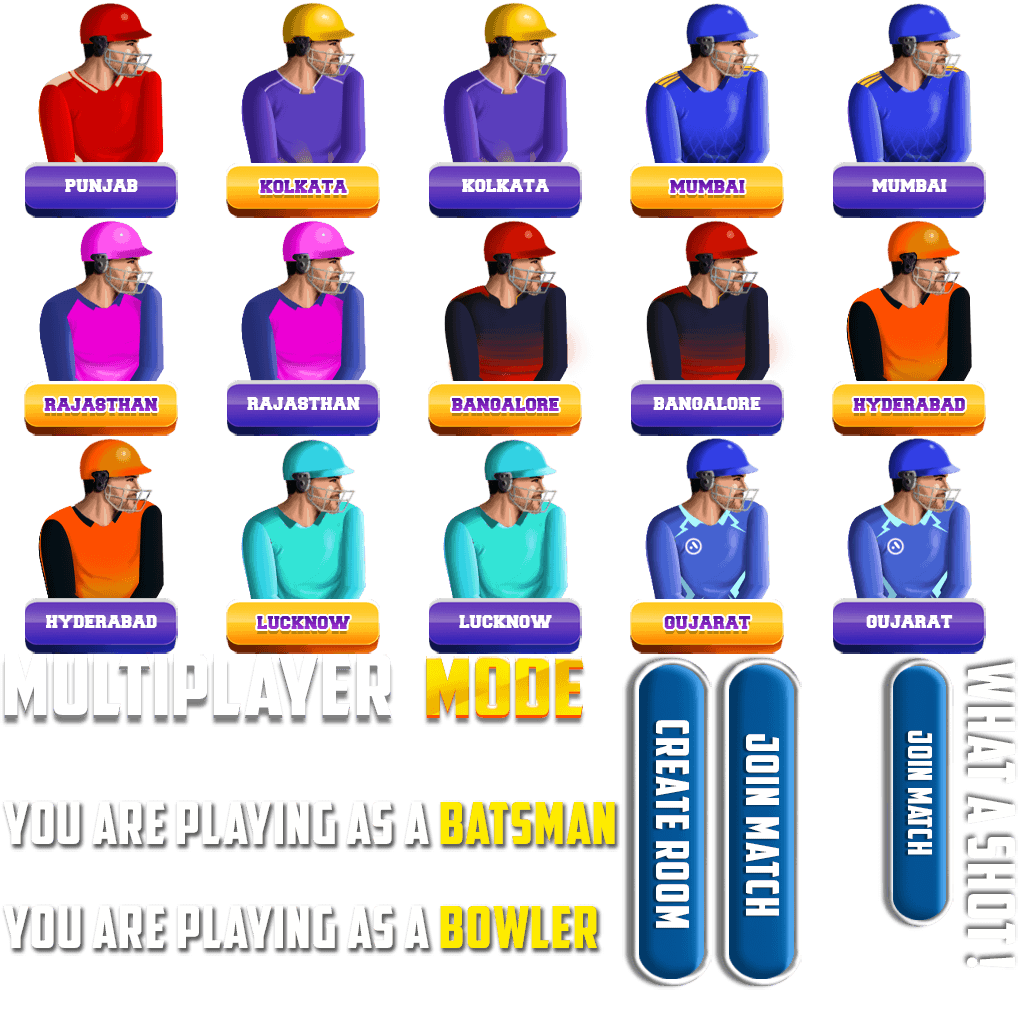 PUNJAB
KOLKATA
KOLKATA
MUMBAI
MUMBAI
RAJASTHAN
RAJASTHAN
BANGALORE
BANGALORE
HYDERABAD
HYDERABAD
LUCKNOW
LUCKNOW
GUJARAT
GUJARAT
MULTIPLAYER MODE
YOU ARE PLAYING AS A BATSMAN
YOU ARE PLAYING AS A BOWLER
CREATE ROOM
JOIN MATCH
JOIN MATCH
WHAT A SHOT!